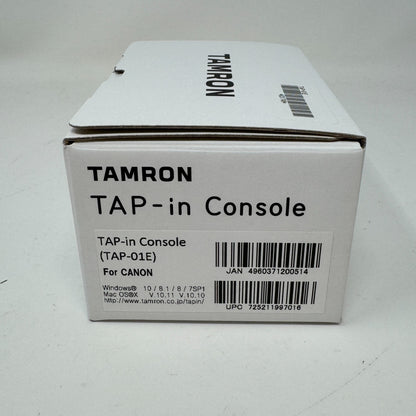 TAMRON
TAMRON
TAP-in Console
TAP-in Console
(TAP-01E)
For CANON
Windows® 10 / 8.1 / 8 / 7SP1
Mac OS®X V.10.11 V.10.10
http://www.tamron.co.jp/tapin/
JAN 4960371200514
UPC 725211997016